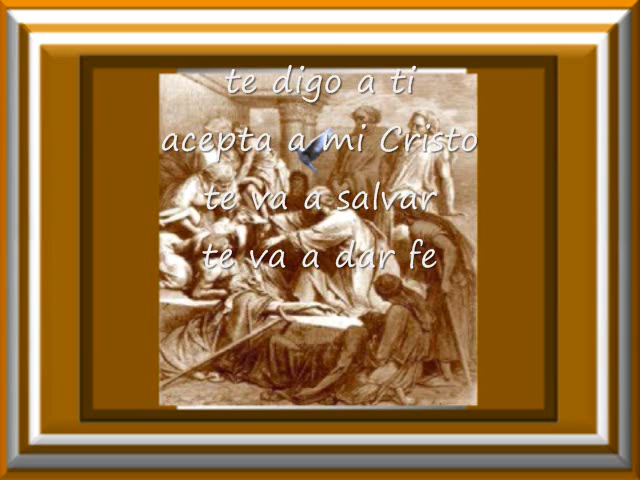 te digo a ti
acepta a mi Cristo
te va a salvar
te va a dar fe